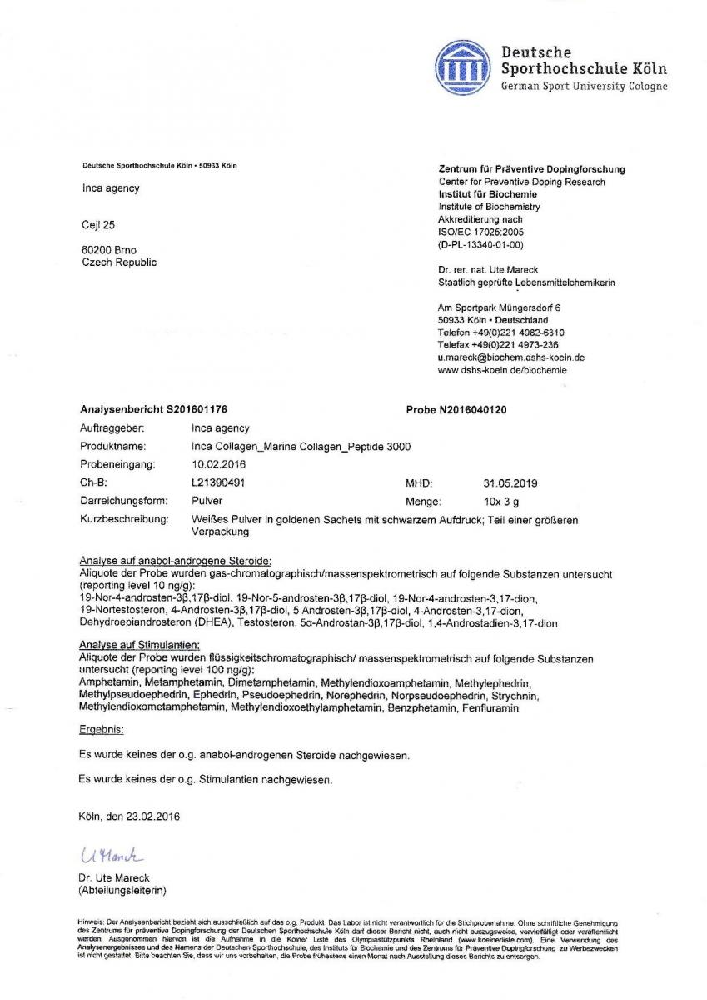 Deutsche
Sporthochschule Köln
German Sport University Cologne
Deutsche Sporthochschule Köln • 50933 Köln
Inca agency
Cejl 25
60200 Brno
Czech Republic
Zentrum für Präventive Dopingforschung
Center for Preventive Doping Research
Institut für Biochemie
Institute of Biochemistry
Akkreditierung nach
ISO/EC 17025:2005
(D-PL-13340-01-00)
Dr. rer. nat. Ute Mareck
Staatlich geprüfte Lebensmittelchemikerin
Am Sportpark Müngersdorf 6
50933 Köln • Deutschland
Telefon +49(0)221 4982-6310
Telefax +49(0)221 4973-236
u.mareck@biochem.dshs-koeln.de
www.dshs-koeln.de/biochemie
Analysenbericht S201601176 Probe N2016040120
Auftraggeber: Inca agency
Produktname: Inca Collagen_Marine Collagen_Peptide 3000
Probeneingang: 10.02.2016
Ch-B: L21390491 MHD: 31.05.2019
Darreichungsform: Pulver Menge: 10x 3 g
Kurzbeschreibung: Weißes Pulver in goldenen Sachets mit schwarzem Aufdruck; Teil einer größeren
Verpackung
Analyse auf anabol-androgene Steroide:
Aliquote der Probe wurden gas-chromatographisch/massenspektrometrisch auf folgende Substanzen untersucht
(reporting level 10 ng/g):
19-Nor-4-androsten-3β,17β-diol, 19-Nor-5-androsten-3β,17β-diol, 19-Nor-4-androsten-3,17-dion,
19-Nortestosteron, 4-Androsten-3β,17β-diol, 5 Androsten-3β,17β-diol, 4-Androsten-3,17-dion,
Dehydroepiandrosteron (DHEA), Testosteron, 5α-Androstan-3β,17β-diol, 1,4-Androstadien-3,17-dion
Analyse auf Stimulantien:
Aliquote der Probe wurden flüssigkeitschromatographisch/ massenspektrometrisch auf folgende Substanzen
untersucht (reporting level 100 ng/g):
Amphetamin, Metamphetamin, Dimetamphetamin, Methylendioxoamphetamin, Methylephedrin,
Methylpseudoephedrin, Ephedrin, Pseudoephedrin, Norephedrin, Norpseudoephedrin, Strychnin,
Methylendioxometamphetamin, Methylendioxoethylamphetamin, Benzphetamin, Fenfluramin
Ergebnis:
Es wurde keines der o.g. anabol-androgenen Steroide nachgewiesen.
Es wurde keines der o.g. Stimulantien nachgewiesen.
Köln, den 23.02.2016
U Mareck
Dr. Ute Mareck
(Abteilungsleiterin)
Hinweis: Der Analysenbericht bezieht sich ausschließlich auf das o.g. Produkt. Das Labor ist nicht verantwortlich für die Stichprobenahme. Ohne schriftliche Genehmigung
des Zentrums für präventive Dopingforschung der Deutschen Sporthochschule Köln darf dieser Bericht nicht, auch nicht auszugsweise, vervielfältigt oder veröffentlicht
werden. Ausgenommen hiervon ist die Aufnahme in die Kölner Liste des Olympiastützpunkts Rheinland (www.koelnerliste.com). Eine Verwendung des
Analysenergebnisses und des Namens der Deutschen Sporthochschule, des Instituts für Biochemie und des Zentrums für Präventive Dopingforschung zu Werbezwecken
ist nicht gestattet. Bitte beachten Sie, dass wir uns vorbehalten, die Probe frühestens einen Monat nach Ausstellung dieses Berichts zu entsorgen.